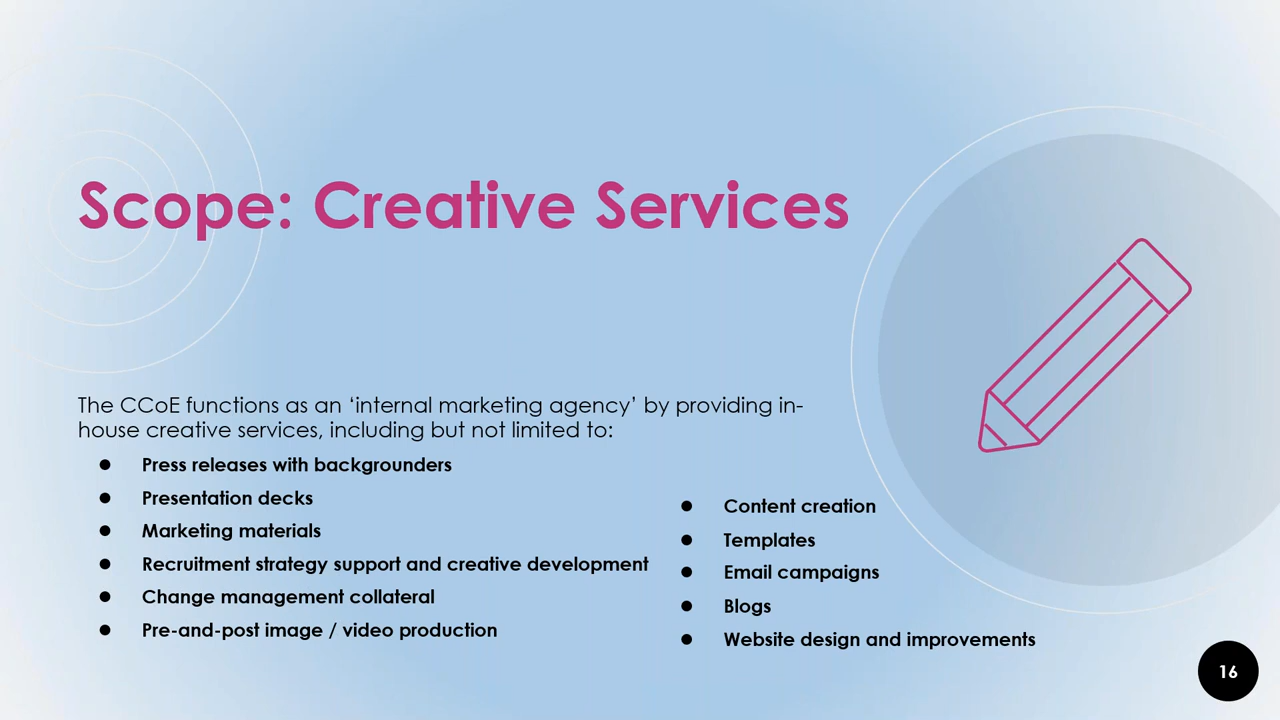 Scope: Creative Services
The CCoE functions as an ‘internal marketing agency’ by providing in-
house creative services, including but not limited to:
● Press releases with backgrounders
● Presentation decks
● Marketing materials
● Recruitment strategy support and creative development
● Change management collateral
● Pre-and-post image / video production
● Content creation
● Templates
● Email campaigns
● Blogs
● Website design and improvements
16